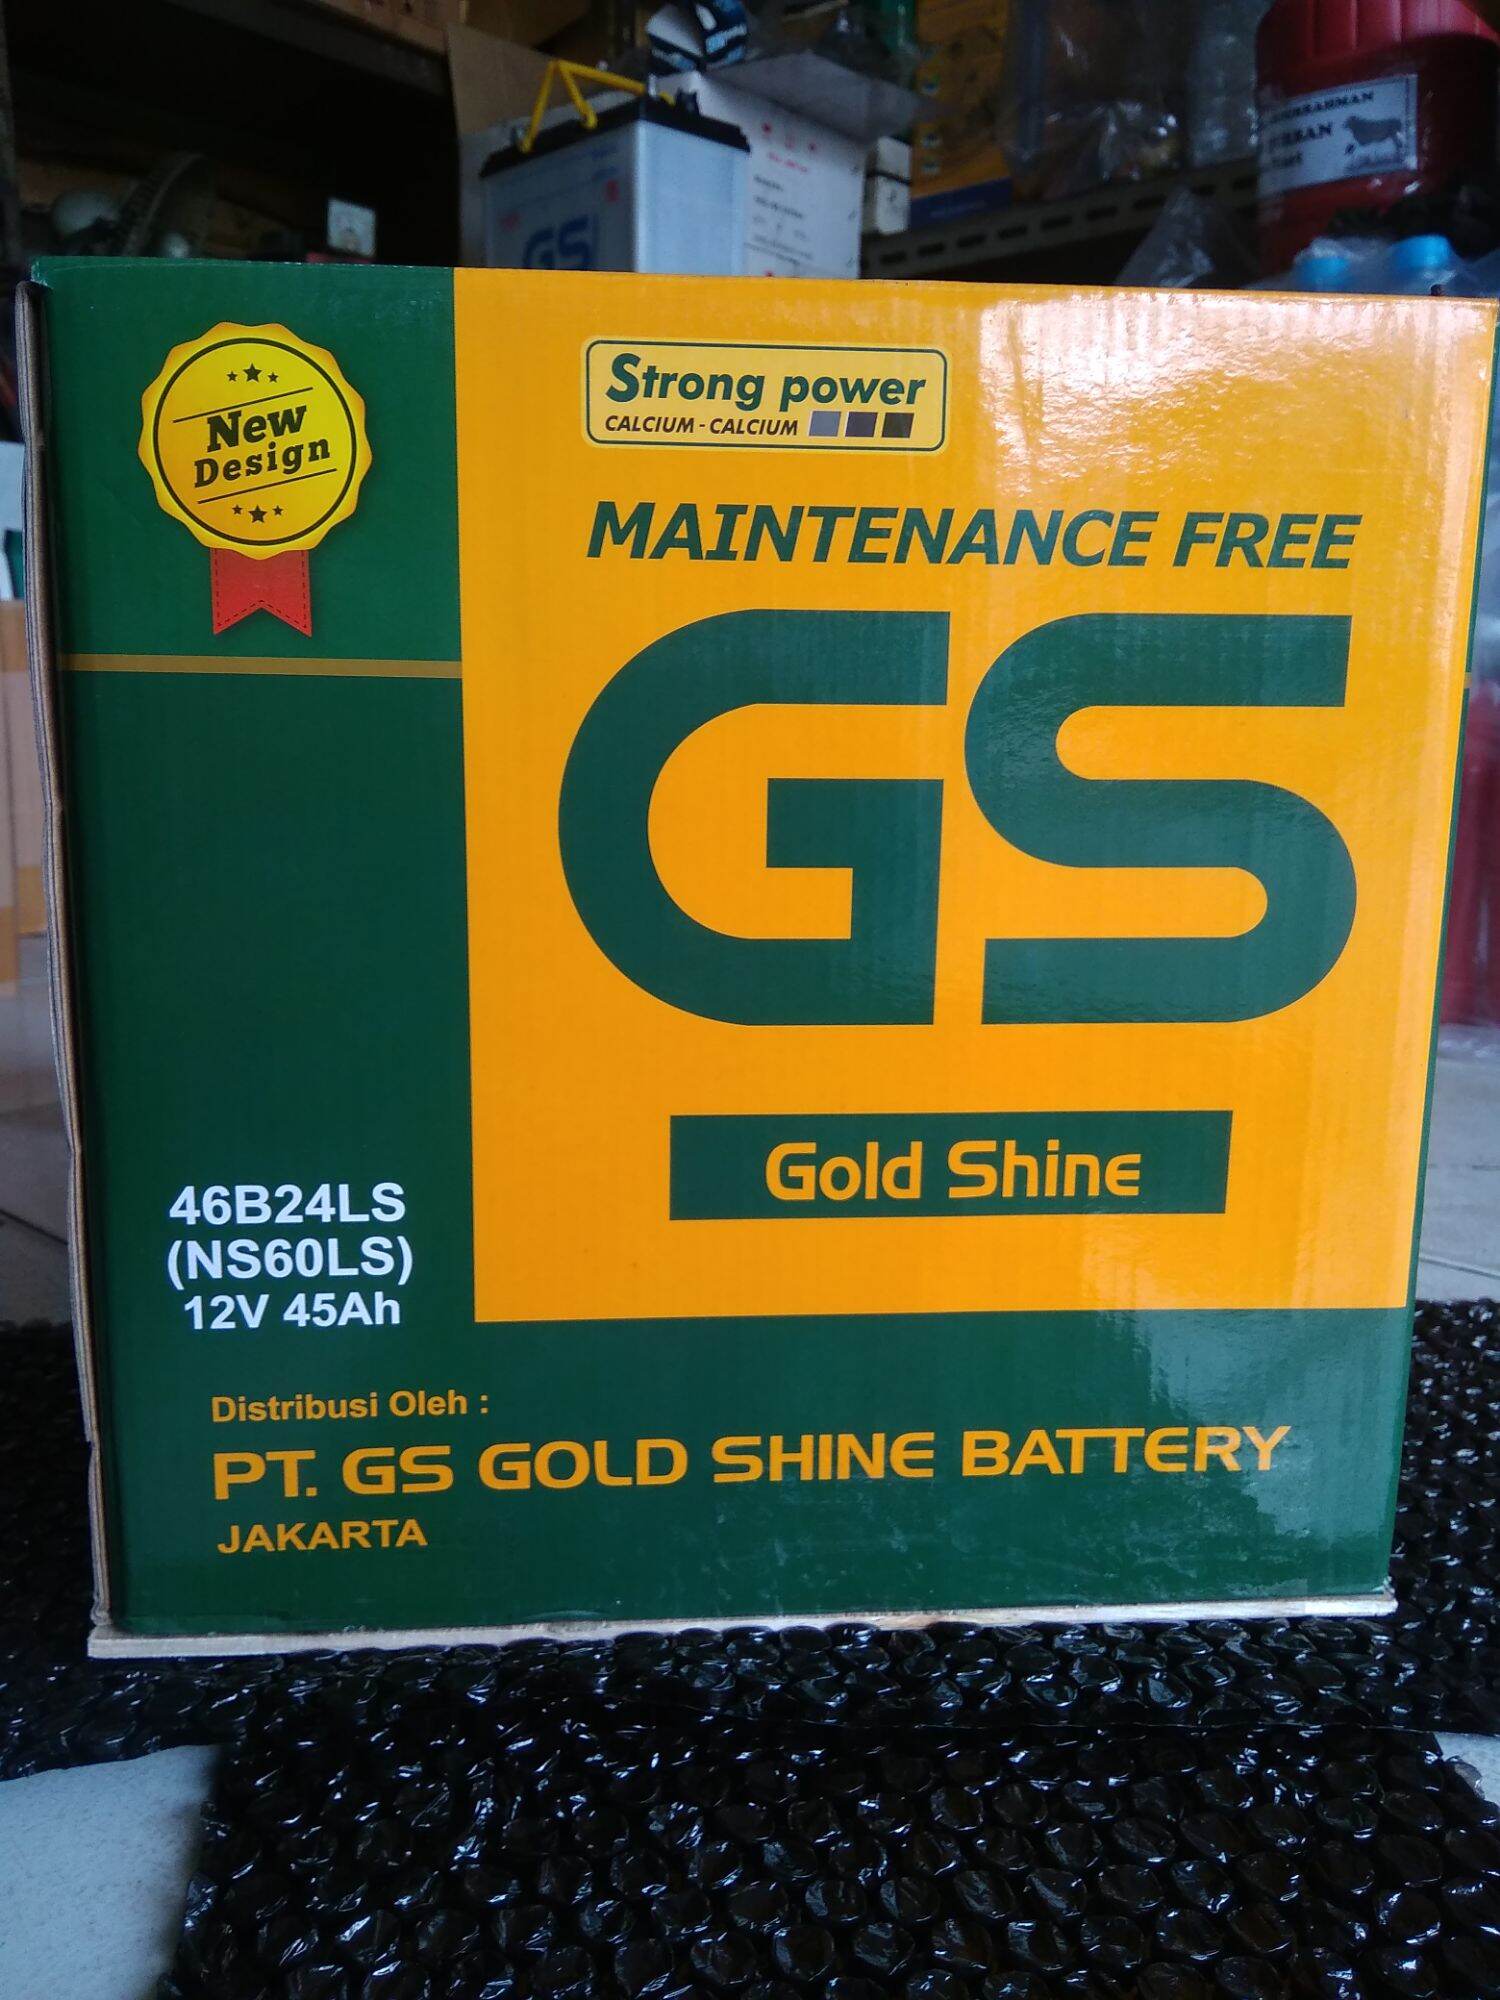 GS
New
Design
Strong power
CALCIUM - CALCIUM
MAINTENANCE FREE
GS
Gold Shine
46B24LS
(NS60LS)
12V 45Ah
Distribusi Oleh :
PT. GS GOLD SHINE BATTERY
JAKARTA